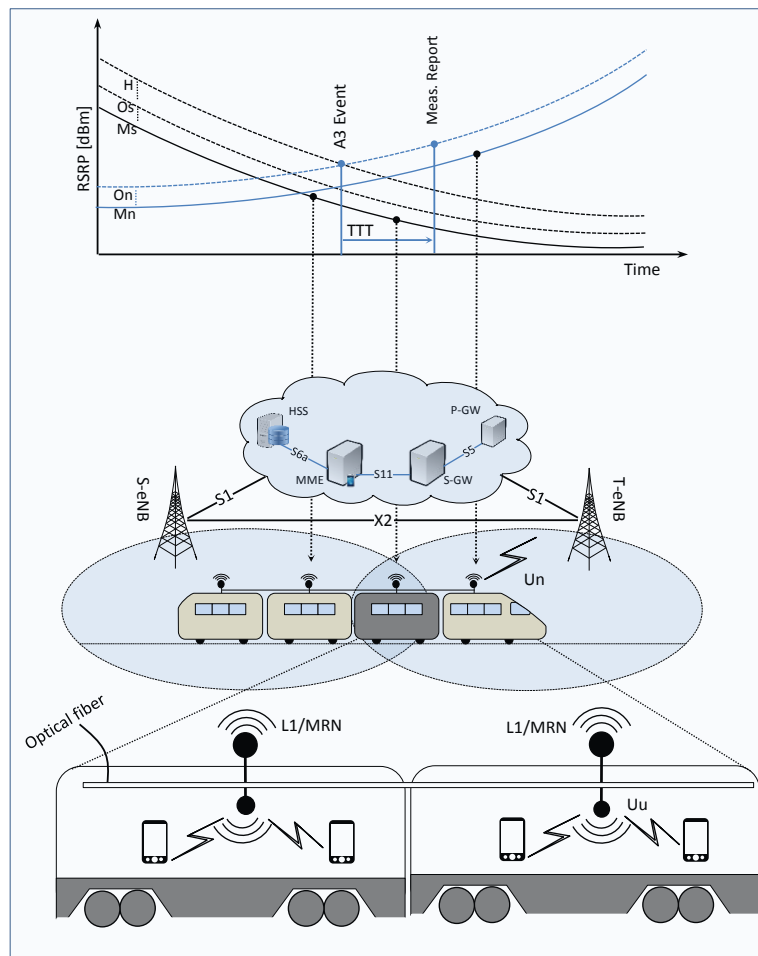 RSRP [dBm]
H
Os
Ms
On
Mn
A3 Event
Meas. Report
TTT
Time
HSS
P-GW
S6a
S5
MME
S11
S-GW
S-eNB
S1
S1
T-eNB
X2
Un
Optical fiber
L1/MRN
L1/MRN
Uu